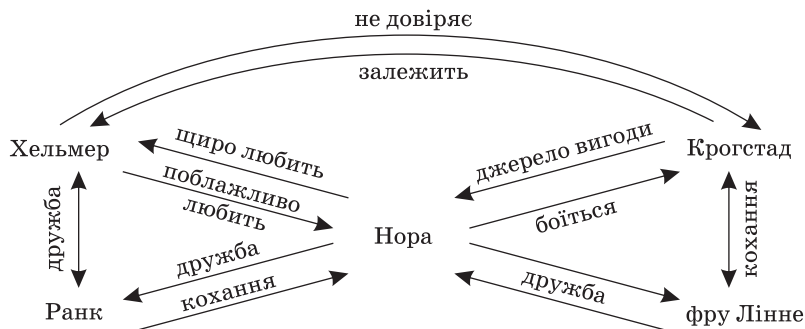 не довіряє
залежить
Хельмер
щиро любить
джерело вигоди
Крогстад
поблажливо
любить
боїться
дружба
Нора
кохання
дружба
кохання
дружба
Ранк
фру Лінне